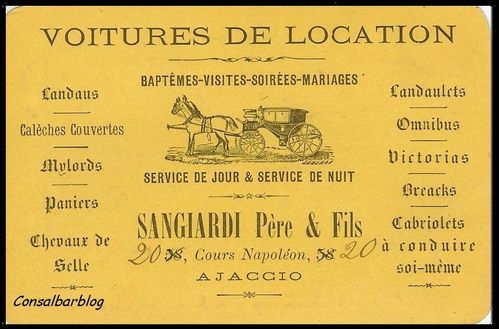 VOITURES DE LOCATION
BAPTÊMES-VISITES-SOIRÉES-MARIAGES
Landaus
Calèches Couvertes
Mylords
Paniers
Chevaux de
Selle
Landaulets
Omnibus
Victorias
Breacks
Cabriolets
à conduire
soi-même
SERVICE DE JOUR & SERVICE DE NUIT
SANGIARDI Père & Fils
20 58, Cours Napoléon, 58 20
AJACCIO
Consalbarblog